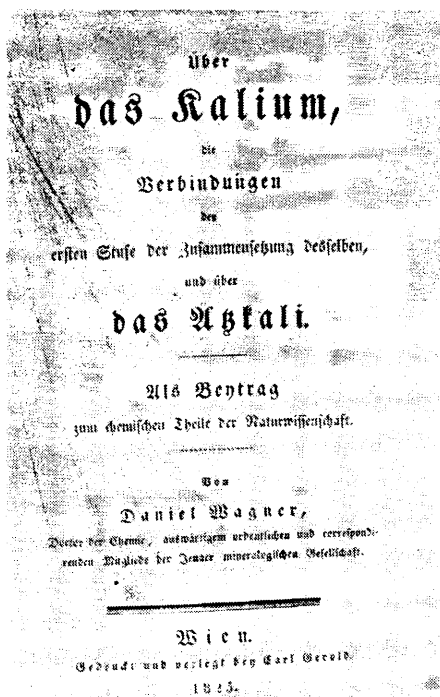 Über
das Kalium,
die
Verbindungen
der
ersten Stufe der Zusammensetzung desselben,
und über
das Atzkali.
Als Beytrag
zum chemischen Theile der Naturwissenschaft.
Von
Daniel Wagner,
Doctor der Chemie, auswärtigem ordentlichen und correspondi-
renden Mitgliede der Jenaer mineralogischen Gesellschaft.
Wien.
Gedruckt und verlegt bey Carl Gerold.